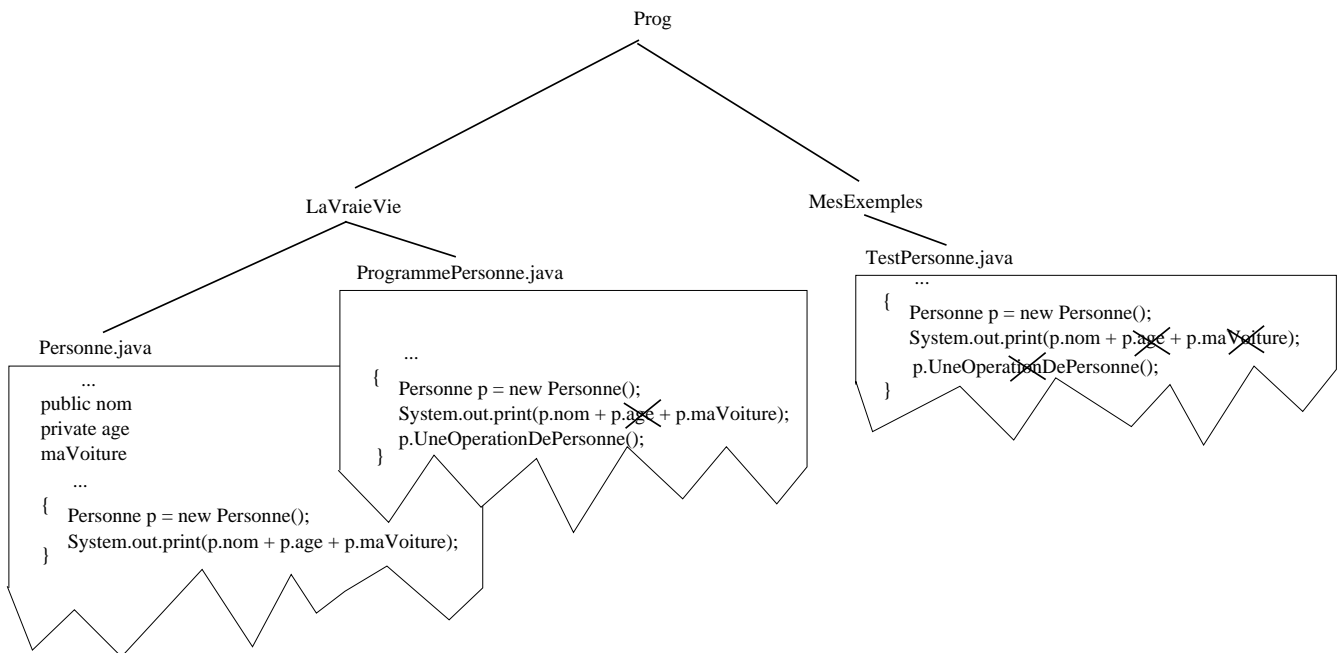 Prog
LaVraieVie
MesExemples
Personne.java
...
public nom
private age
maVoiture
...
{
Personne p = new Personne();
System.out.print(p.nom + p.age + p.maVoiture);
}
ProgrammePersonne.java
...
{
Personne p = new Personne();
System.out.print(p.nom + p.age + p.maVoiture);
p.UneOperationDePersonne();
}
TestPersonne.java
...
{
Personne p = new Personne();
System.out.print(p.nom + p.age + p.maVoiture);
p.UneOperationDePersonne();
}